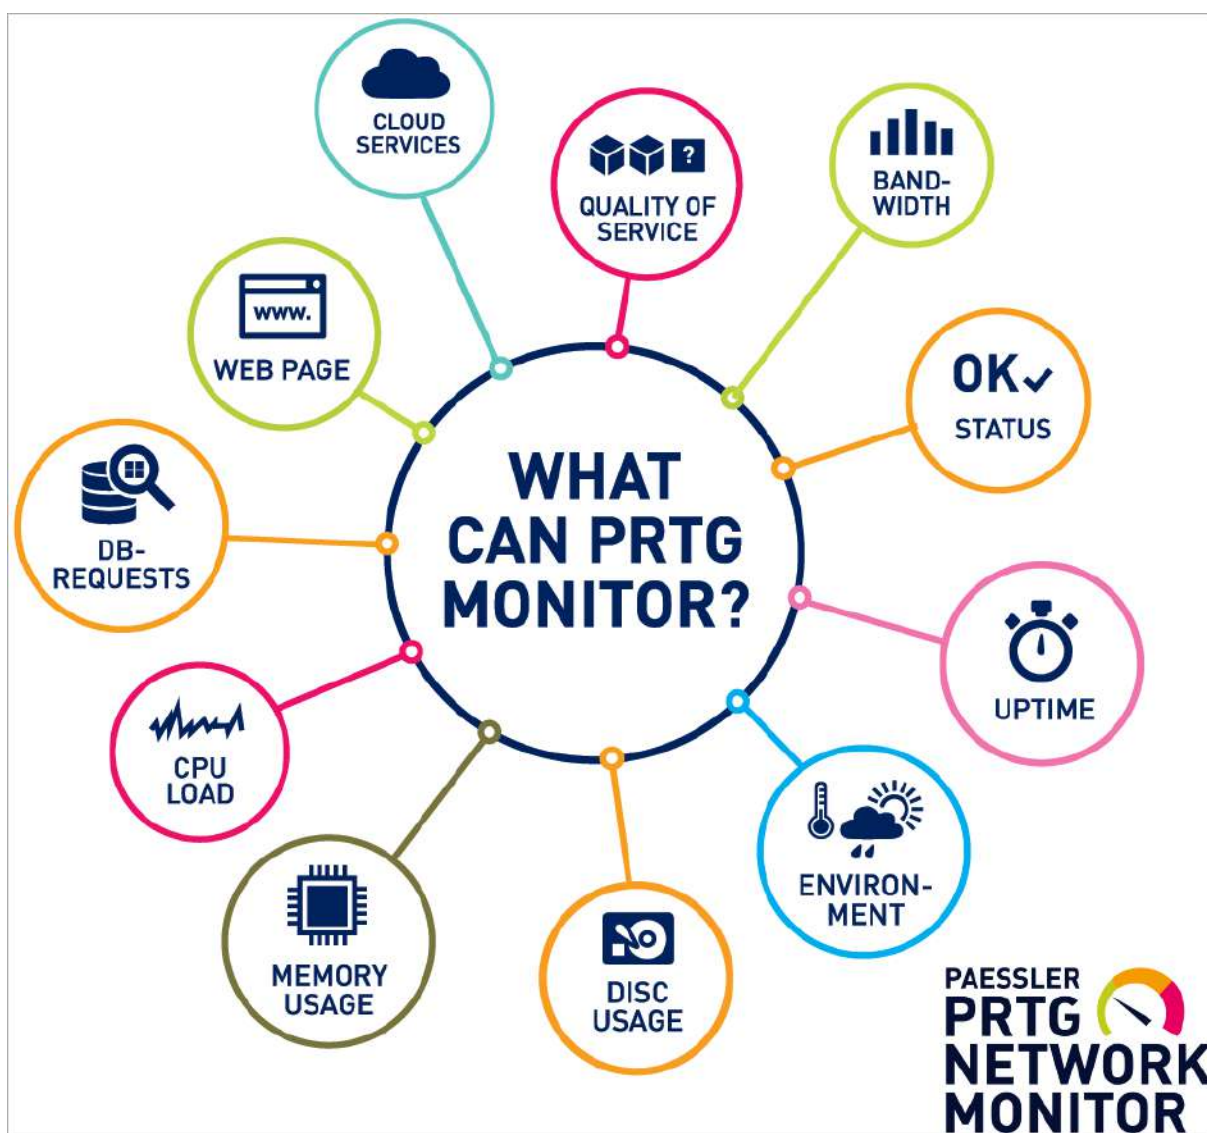 CLOUD
SERVICES
?
QUALITY OF
SERVICE
BAND-
WIDTH
www.
WEB PAGE
OK
STATUS
WHAT
CAN PRTG
MONITOR?
DB-
REQUESTS
UPTIME
CPU
LOAD
ENVIRON-
MENT
MEMORY
USAGE
DISC
USAGE
PAESSLER
PRTG
NETWORK
MONITOR